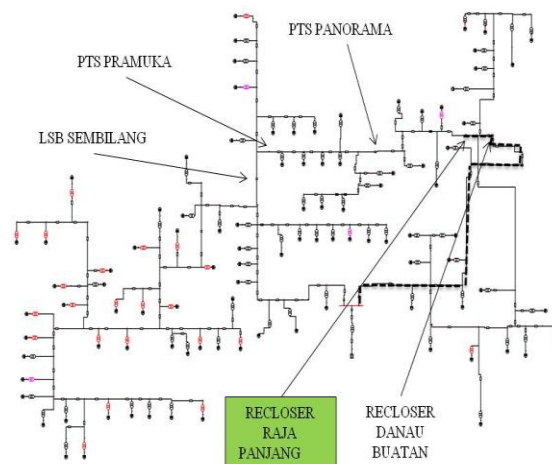 PTS PANORAMA
PTS PRAMUKA
LSB SEMBILANG
RECLOSER
RAJA
PANJANG
RECLOSER
DANAU
BUATAN